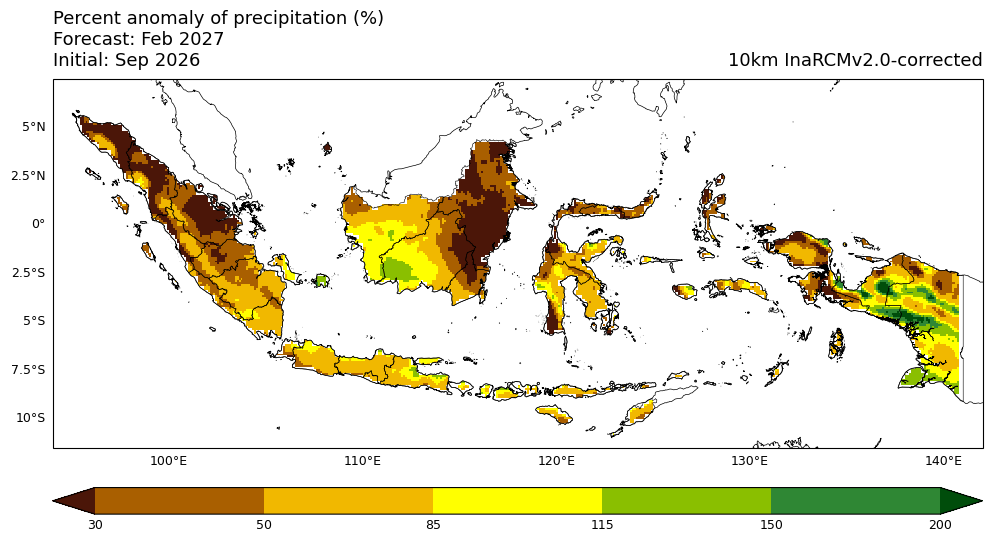 Percent anomaly of precipitation (%)
Forecast: Feb 2027
Initial: Sep 2026
10km InaRCMv2.0-corrected
5°N
2.5°N
0°
2.5°S
5°S
7.5°S
10°S
100°E 110°E 120°E 130°E 140°E
30 50 85 115 150 200